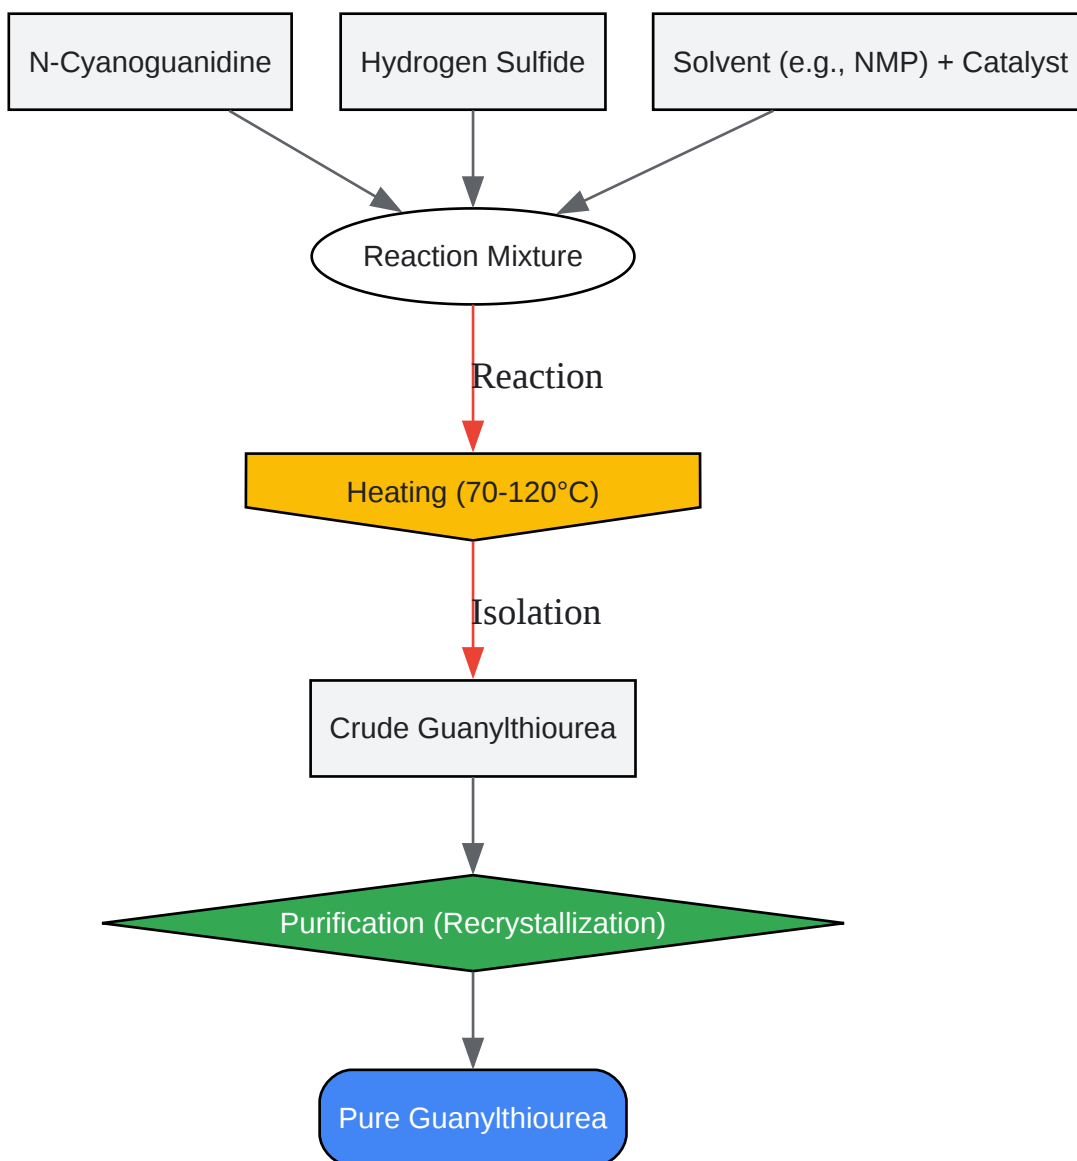 N-Cyanoguanidine
Hydrogen Sulfide
Solvent (e.g., NMP) + Catalyst
Reaction Mixture
Reaction
Heating (70-120°C)
Isolation
Crude Guanylthiourea
Purification (Recrystallization)
Pure Guanylthiourea